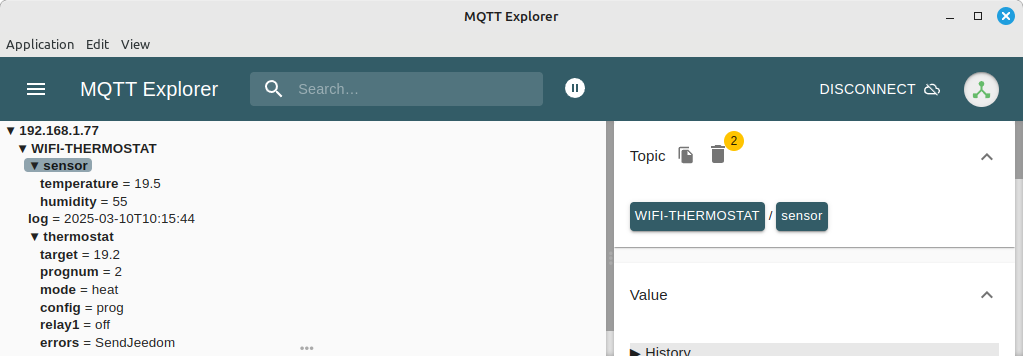 MQTT Explorer
Application Edit View
MQTT Explorer Search... DISCONNECT
▼ 192.168.1.77
▼ WIFI-THERMOSTAT
▼ sensor
temperature = 19.5
humidity = 55
log = 2025-03-10T10:15:44
▼ thermostat
target = 19.2
prognum = 2
mode = heat
config = prog
relay1 = off
errors = SendJeedom
Topic 2
WIFI-THERMOSTAT / sensor
Value
▶ History